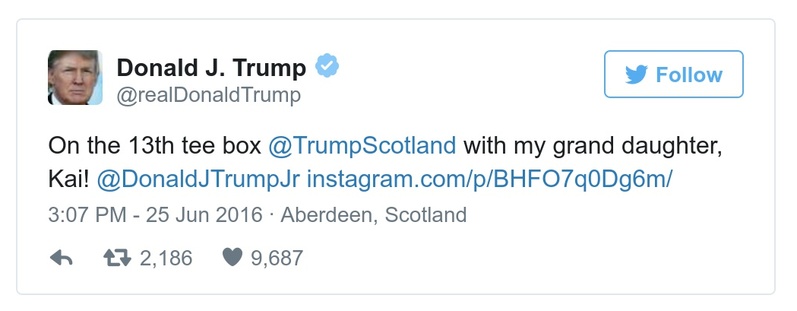 Donald J. Trump
@realDonaldTrump
Follow
On the 13th tee box @TrumpScotland with my grand daughter,
Kai! @DonaldJTrumpJr instagram.com/p/BHFO7q0Dg6m/
3:07 PM - 25 Jun 2016 · Aberdeen, Scotland
2,186 9,687